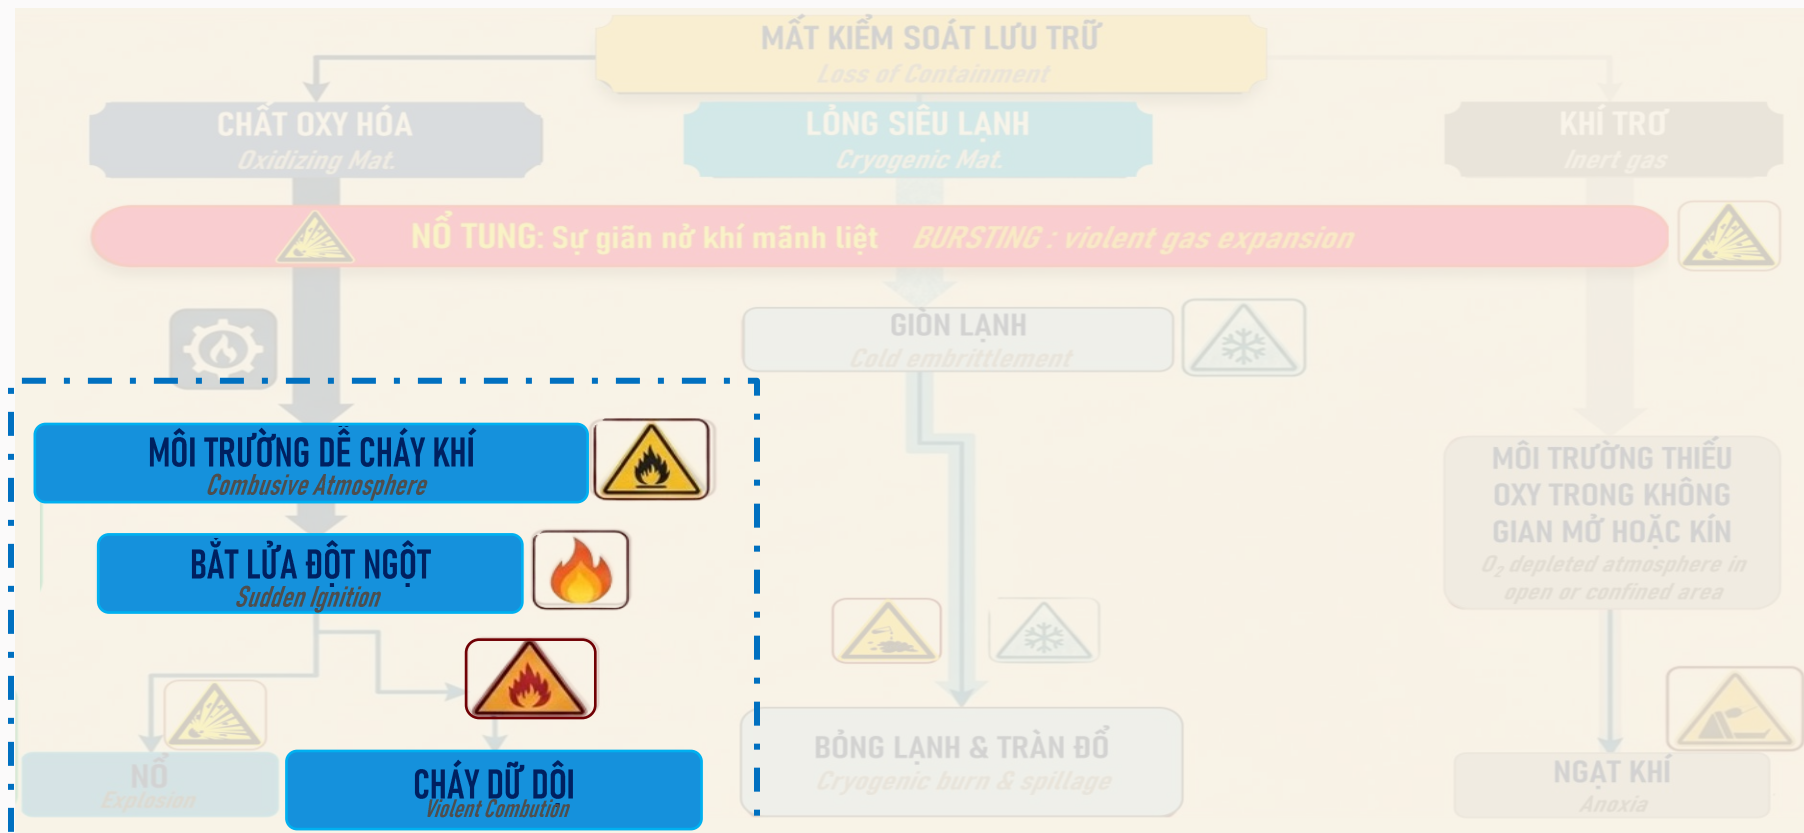 MẤT KIỂM SOÁT LƯU TRỮ
Loss of Containment
CHẤT OXY HÓA
Oxidizing Mat.
LỎNG SIÊU LẠNH
Cryogenic Mat.
KHÍ TRƠ
Inert gas
NỔ TUNG: Sự giãn nở khí mãnh liệt BURSTING : violent gas expansion
GIÒN LẠNH
Cold embrittlement
MÔI TRƯỜNG DỄ CHÁY KHÍ
Combusive Atmosphere
BẮT LỬA ĐỘT NGỘT
Sudden Ignition
MÔI TRƯỜNG THIẾU
OXY TRONG KHÔNG
GIAN MỞ HOẶC KÍN
O₂ depleted atmosphere in
open or confined area
NỔ
Explosion
CHÁY DỮ DỘI
Violent Combution
BỎNG LẠNH & TRÀN ĐỔ
Cryogenic burn & spillage
NGẠT KHÍ
Anoxia